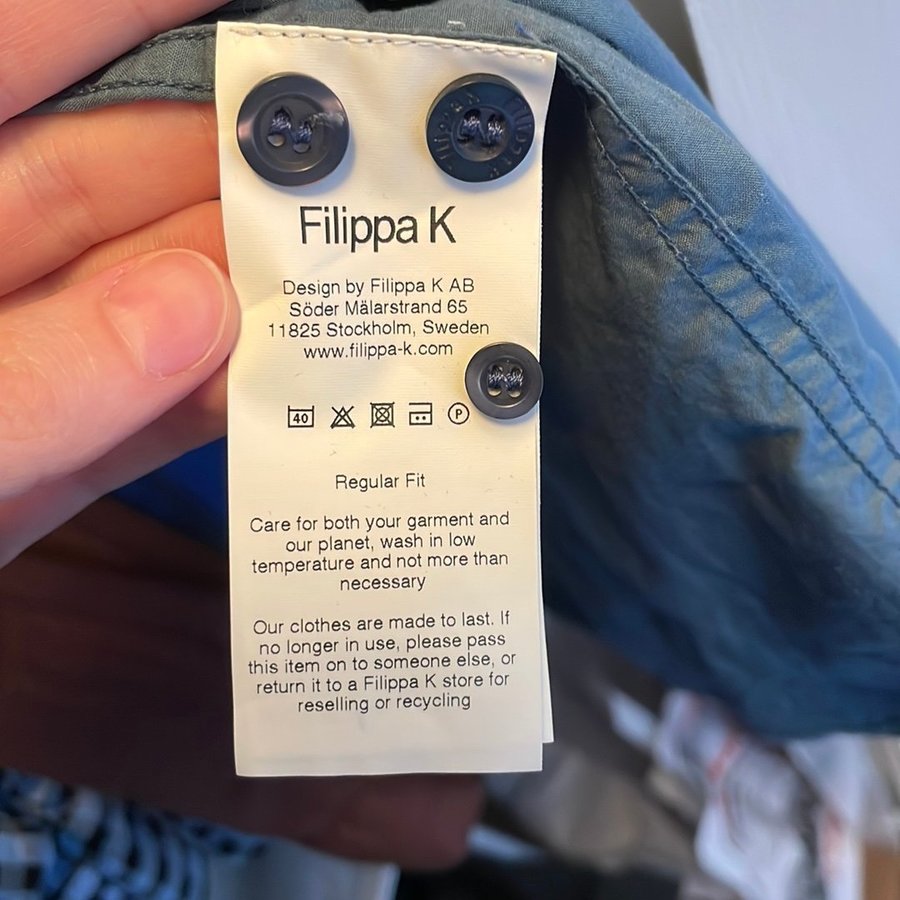 Filippa K
Design by Filippa K AB
Söder Mälarstrand 65
11825 Stockholm, Sweden
www.filippa-k.com
40
P
Regular Fit
Care for both your garment and
our planet, wash in low
temperature and not more than
necessary
Our clothes are made to last. If
no longer in use, please pass
this item on to someone else, or
return it to a Filippa K store for
reselling or recycling